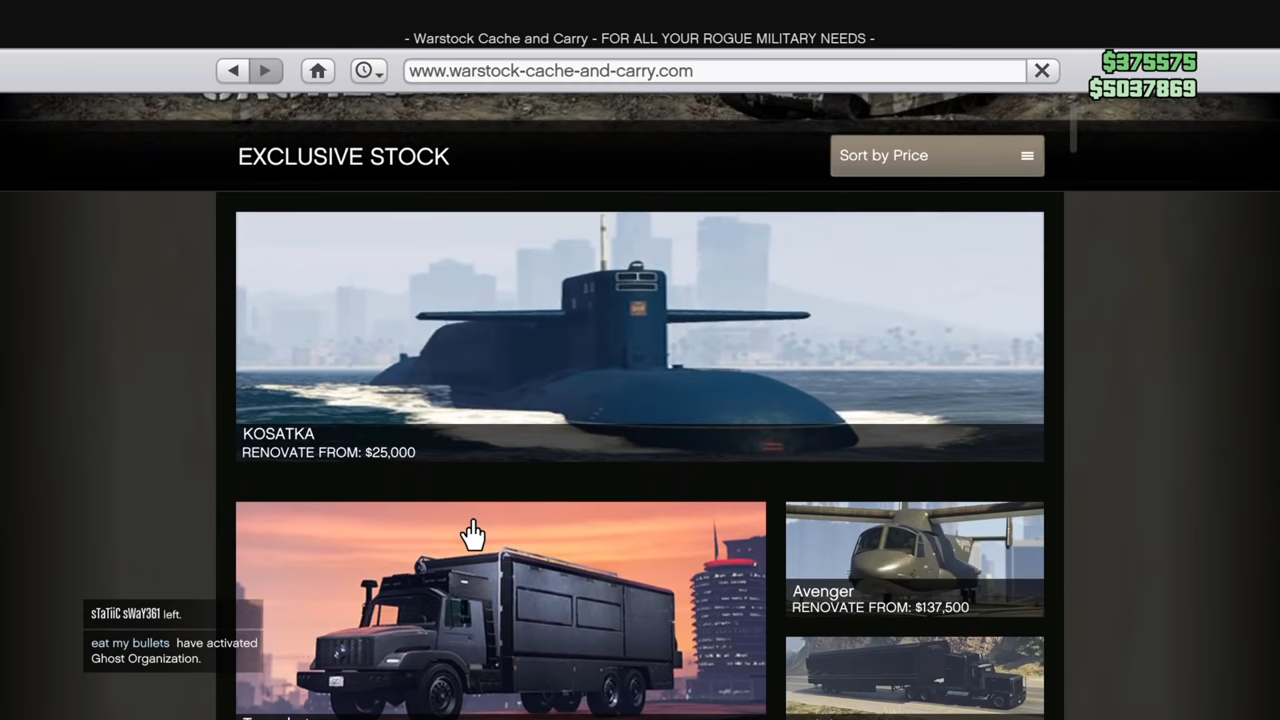 - Warstock Cache and Carry - FOR ALL YOUR ROGUE MILITARY NEEDS -
www.warstock-cache-and-carry.com
$375575
$5037869
EXCLUSIVE STOCK
Sort by Price
KOSATKA
RENOVATE FROM: $25,000
Avenger
RENOVATE FROM: $137,500
sTaTiiC sWaY361 left.
eat my bullets have activated
Ghost Organization.